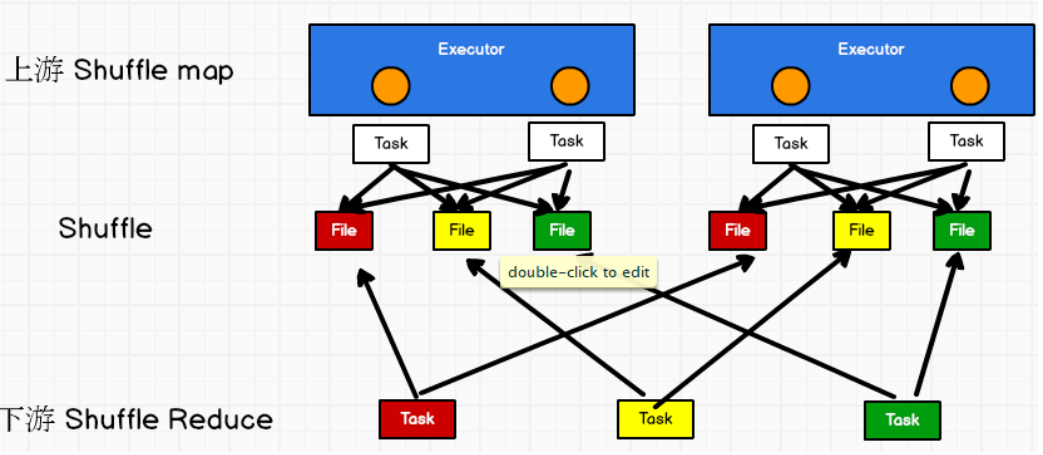 Executor
Executor
上游 Shuffle map
Task
Task
Task
Task
Shuffle
File
File
File
File
File
File
double-click to edit
下游 Shuffle Reduce
Task
Task
Task